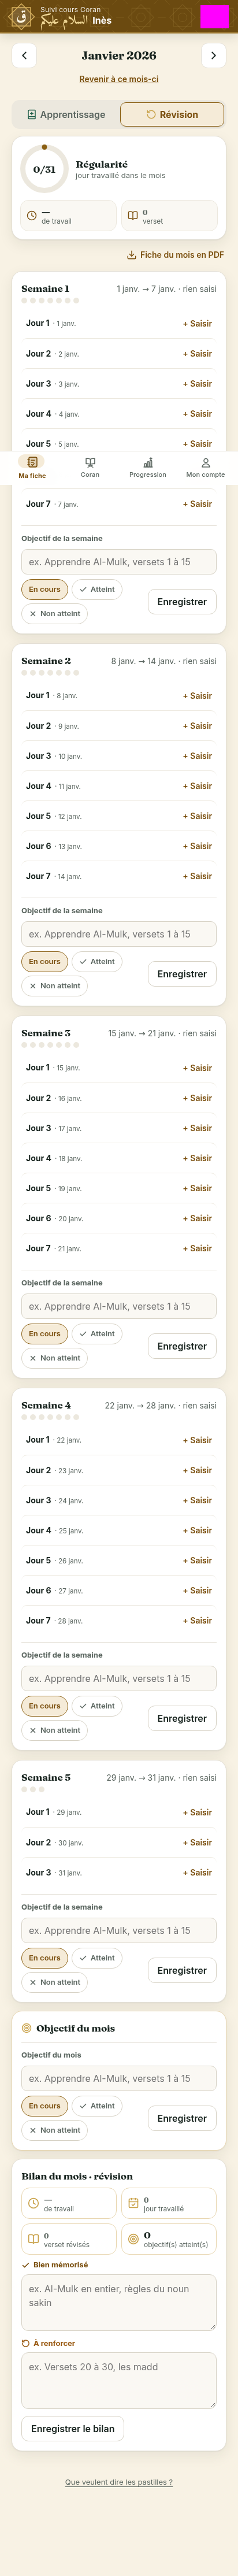 Suivi cours Coran
السلام عليكم Inès
Janvier 2026
Revenir à ce mois-ci
Apprentissage
Révision
0/31
Régularité
jour travaillé dans le mois
—
de travail
0
verset
Fiche du mois en PDF
Semaine 1
1 janv. → 7 janv. · rien saisi
Jour 1 · 1 janv.
+ Saisir
Jour 2 · 2 janv.
+ Saisir
Jour 3 · 3 janv.
+ Saisir
Jour 4 · 4 janv.
+ Saisir
Jour 5 · 5 janv.
+ Saisir
Ma fiche
Coran
Progression
Mon compte
Jour 7 · 7 janv.
+ Saisir
Objectif de la semaine
ex. Apprendre Al-Mulk, versets 1 à 15
En cours
Atteint
Non atteint
Enregistrer
Semaine 2
8 janv. → 14 janv. · rien saisi
Jour 1 · 8 janv.
+ Saisir
Jour 2 · 9 janv.
+ Saisir
Jour 3 · 10 janv.
+ Saisir
Jour 4 · 11 janv.
+ Saisir
Jour 5 · 12 janv.
+ Saisir
Jour 6 · 13 janv.
+ Saisir
Jour 7 · 14 janv.
+ Saisir
Objectif de la semaine
ex. Apprendre Al-Mulk, versets 1 à 15
En cours
Atteint
Non atteint
Enregistrer
Semaine 3
15 janv. → 21 janv. · rien saisi
Jour 1 · 15 janv.
+ Saisir
Jour 2 · 16 janv.
+ Saisir
Jour 3 · 17 janv.
+ Saisir
Jour 4 · 18 janv.
+ Saisir
Jour 5 · 19 janv.
+ Saisir
Jour 6 · 20 janv.
+ Saisir
Jour 7 · 21 janv.
+ Saisir
Objectif de la semaine
ex. Apprendre Al-Mulk, versets 1 à 15
En cours
Atteint
Non atteint
Enregistrer
Semaine 4
22 janv. → 28 janv. · rien saisi
Jour 1 · 22 janv.
+ Saisir
Jour 2 · 23 janv.
+ Saisir
Jour 3 · 24 janv.
+ Saisir
Jour 4 · 25 janv.
+ Saisir
Jour 5 · 26 janv.
+ Saisir
Jour 6 · 27 janv.
+ Saisir
Jour 7 · 28 janv.
+ Saisir
Objectif de la semaine
ex. Apprendre Al-Mulk, versets 1 à 15
En cours
Atteint
Non atteint
Enregistrer
Semaine 5
29 janv. → 31 janv. · rien saisi
Jour 1 · 29 janv.
+ Saisir
Jour 2 · 30 janv.
+ Saisir
Jour 3 · 31 janv.
+ Saisir
Objectif de la semaine
ex. Apprendre Al-Mulk, versets 1 à 15
En cours
Atteint
Non atteint
Enregistrer
Objectif du mois
Objectif du mois
ex. Apprendre Al-Mulk, versets 1 à 15
En cours
Atteint
Non atteint
Enregistrer
Bilan du mois · révision
—
de travail
0
jour travaillé
0
verset révisés
0
objectif(s) atteint(s)
Bien mémorisé
ex. Al-Mulk en entier, règles du noun
sakin
À renforcer
ex. Versets 20 à 30, les madd
Enregistrer le bilan
Que veulent dire les pastilles ?